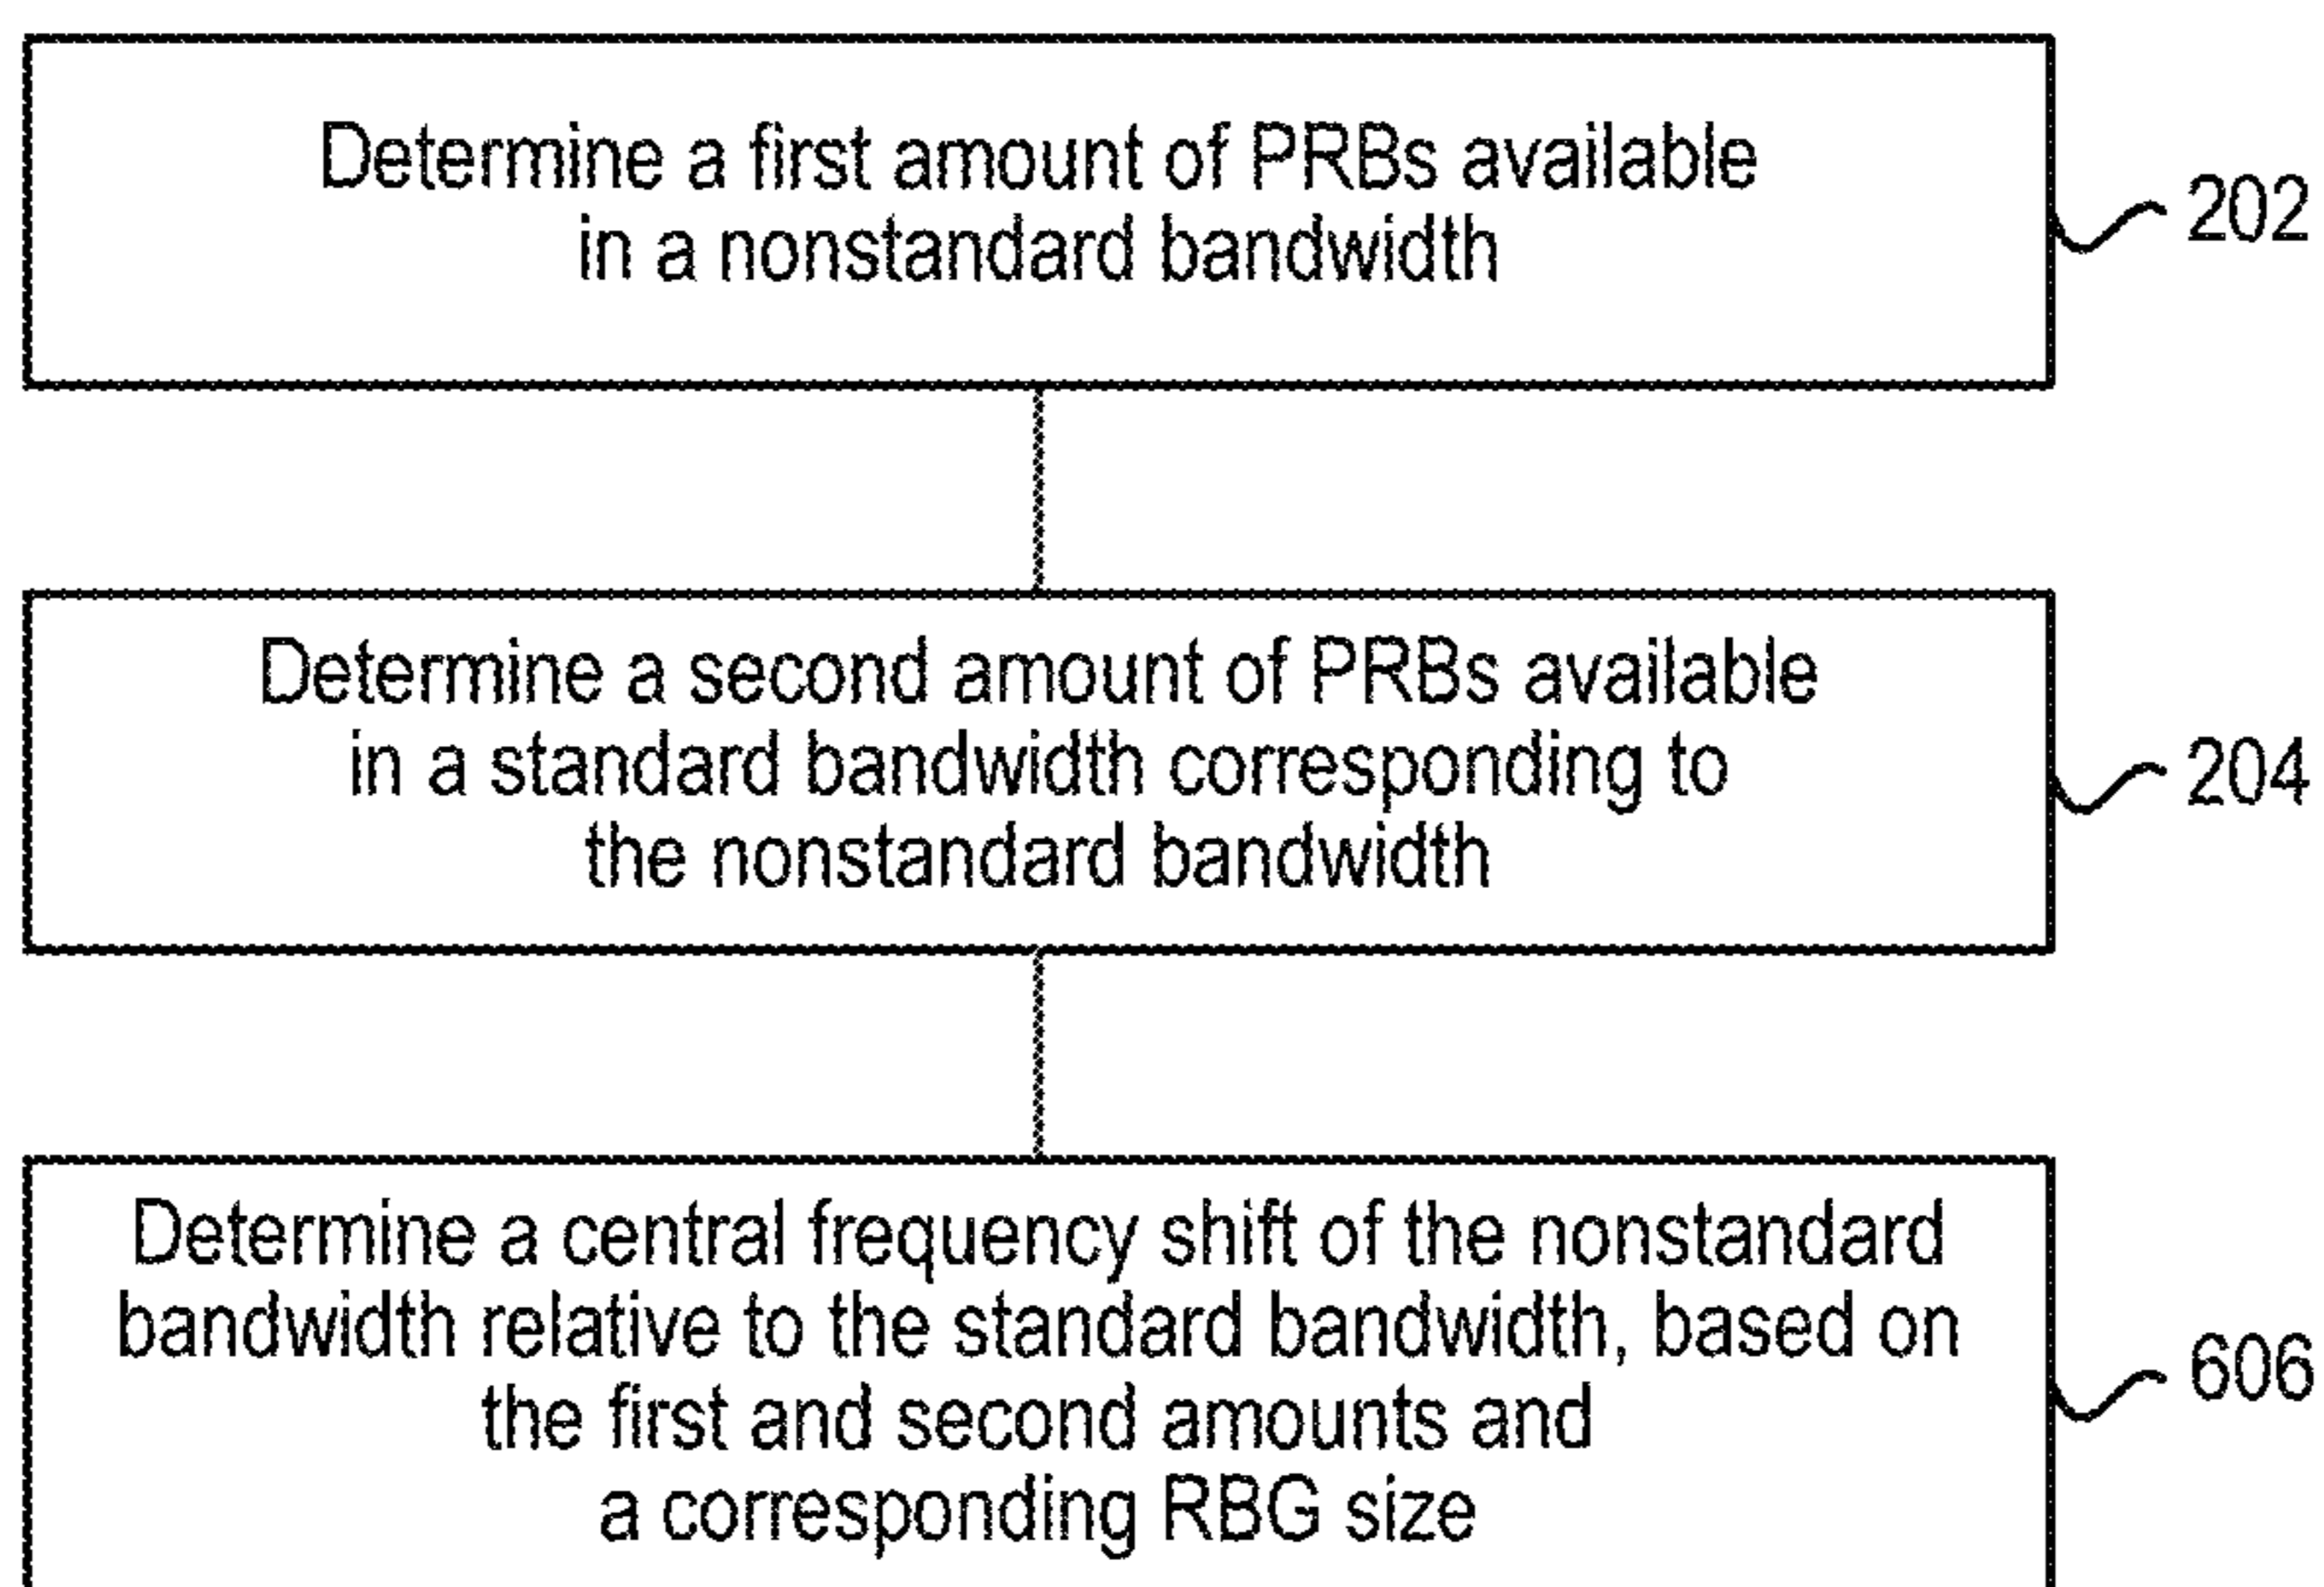 Determine a first amount of PRBs available
in a nonstandard bandwidth
202
Determine a second amount of PRBs available
in a standard bandwidth corresponding to
the nonstandard bandwidth
204
Determine a central frequency shift of the nonstandard
bandwidth relative to the standard bandwidth, based on
the first and second amounts and
a corresponding RBG size
606